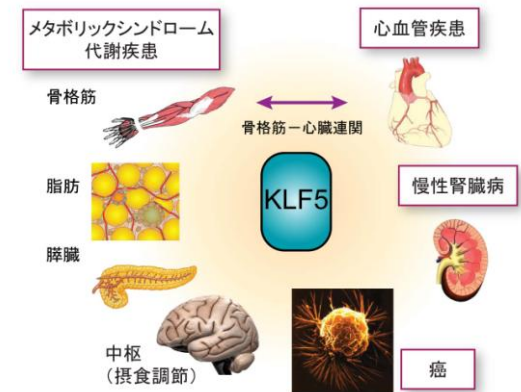 メタボリックシンドローム
代謝疾患
心血管疾患
骨格筋
骨格筋－心臓連関
脂肪
KLF5
慢性腎臓病
膵臓
中枢
（摂食調節）
癌